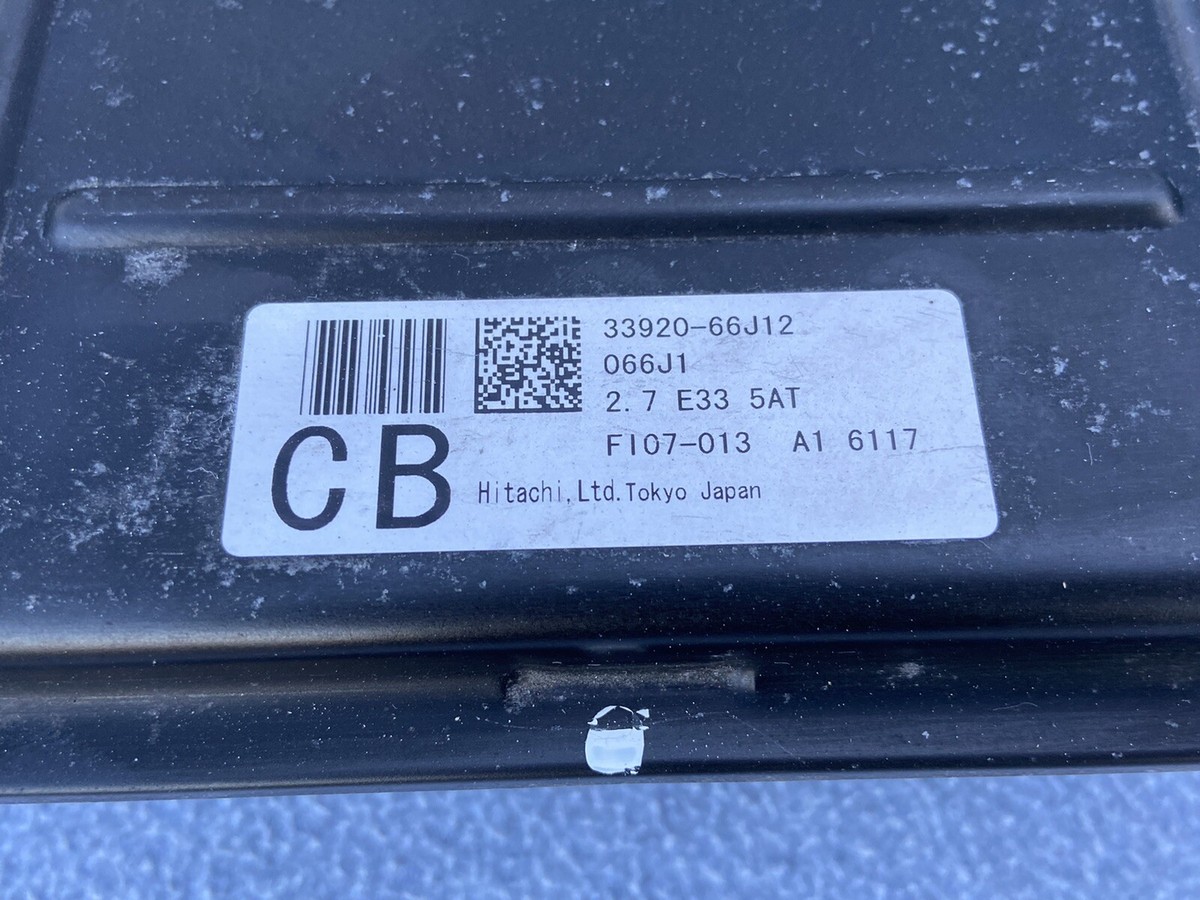 33920-66J12
066J1
2.7 E33 5AT
FI07-013 A1 6117
CB
Hitachi,Ltd.Tokyo Japan